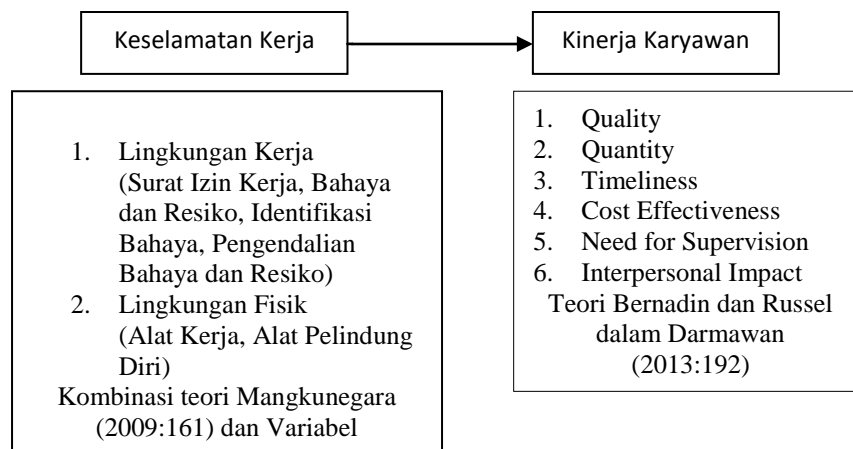 Keselamatan Kerja
Kinerja Karyawan
1. Lingkungan Kerja
(Surat Izin Kerja, Bahaya
dan Resiko, Identifikasi
Bahaya, Pengendalian
Bahaya dan Resiko)
2. Lingkungan Fisik
(Alat Kerja, Alat Pelindung
Diri)
Kombinasi teori Mangkunegara
(2009:161) dan Variabel
1. Quality
2. Quantity
3. Timeliness
4. Cost Effectiveness
5. Need for Supervision
6. Interpersonal Impact
Teori Bernadin dan Russel
dalam Darmawan
(2013:192)